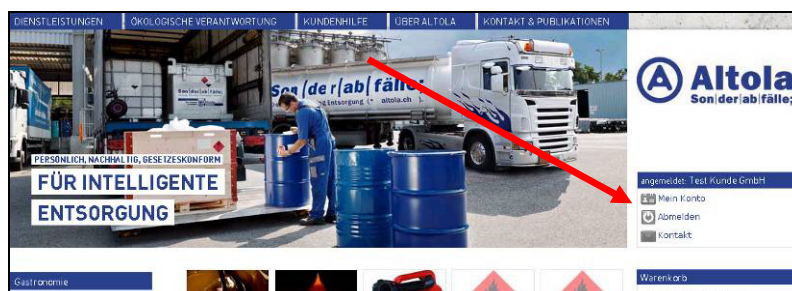 DIENSTLEISTUNGEN ÖKOLOGISCHE VERANTWORTUNG KUNDENHILFE ÜBER ALTOLA KONTAKT & PUBLIKATIONEN
Altola
Son|der|ab|fälle;
Son|der|ab|fälle;
Entsorgung altola.ch
PERSÖNLICH, NACHHALTIG, GESETZESKONFORM
FÜR INTELLIGENTE
ENTSORGUNG
angemeldet: Test Kunde GmbH
Mein Konto
Abmelden
Kontakt
Gastronomie
Warenkorb